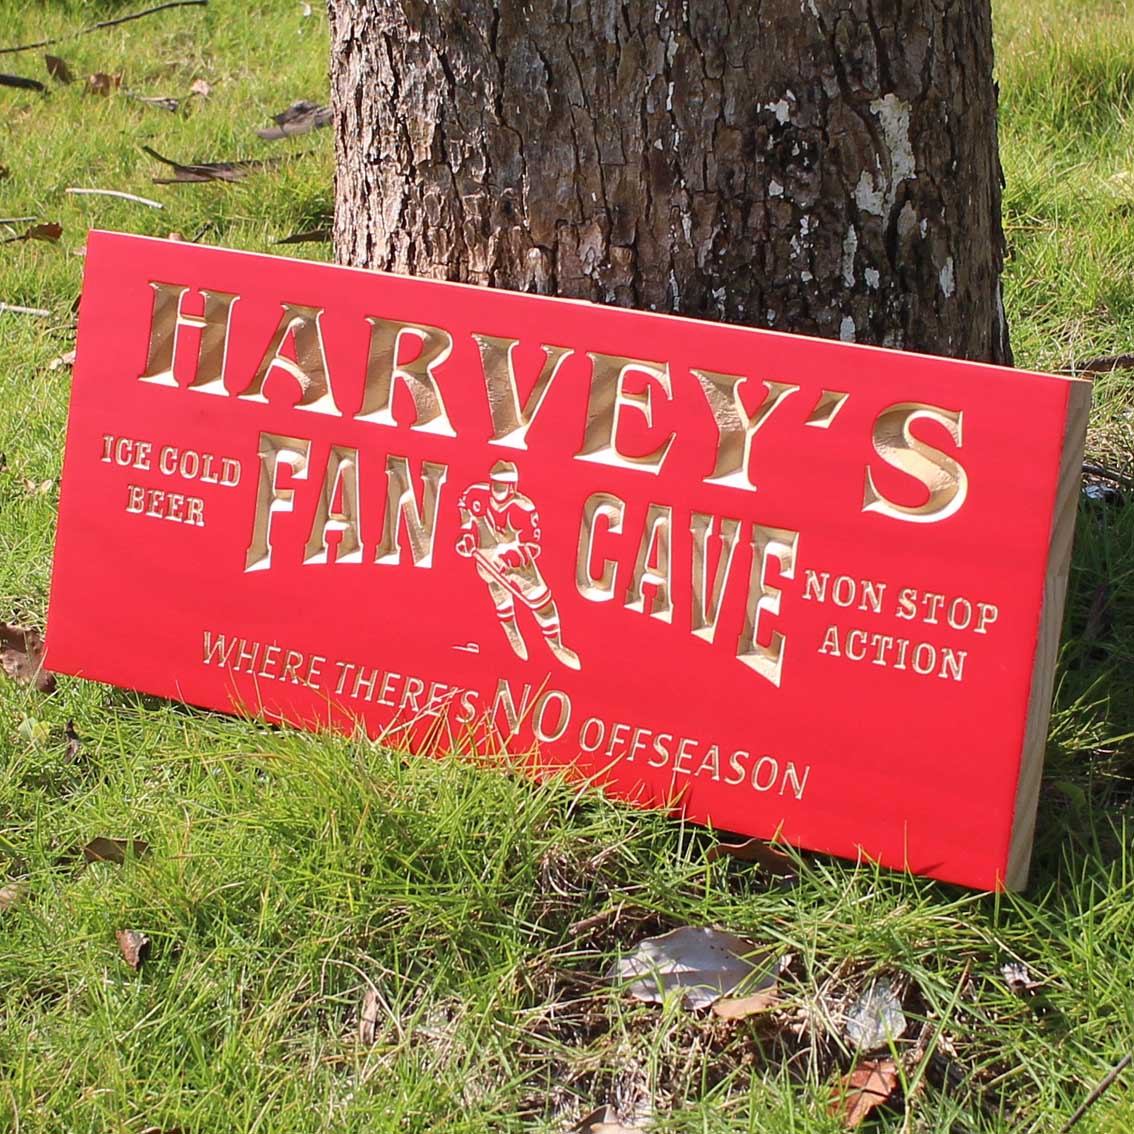 HARVEY'S
ICE COLD
BEER
FAN CAVE
NON STOP
ACTION
WHERE THERE'S NO OFFSEASON